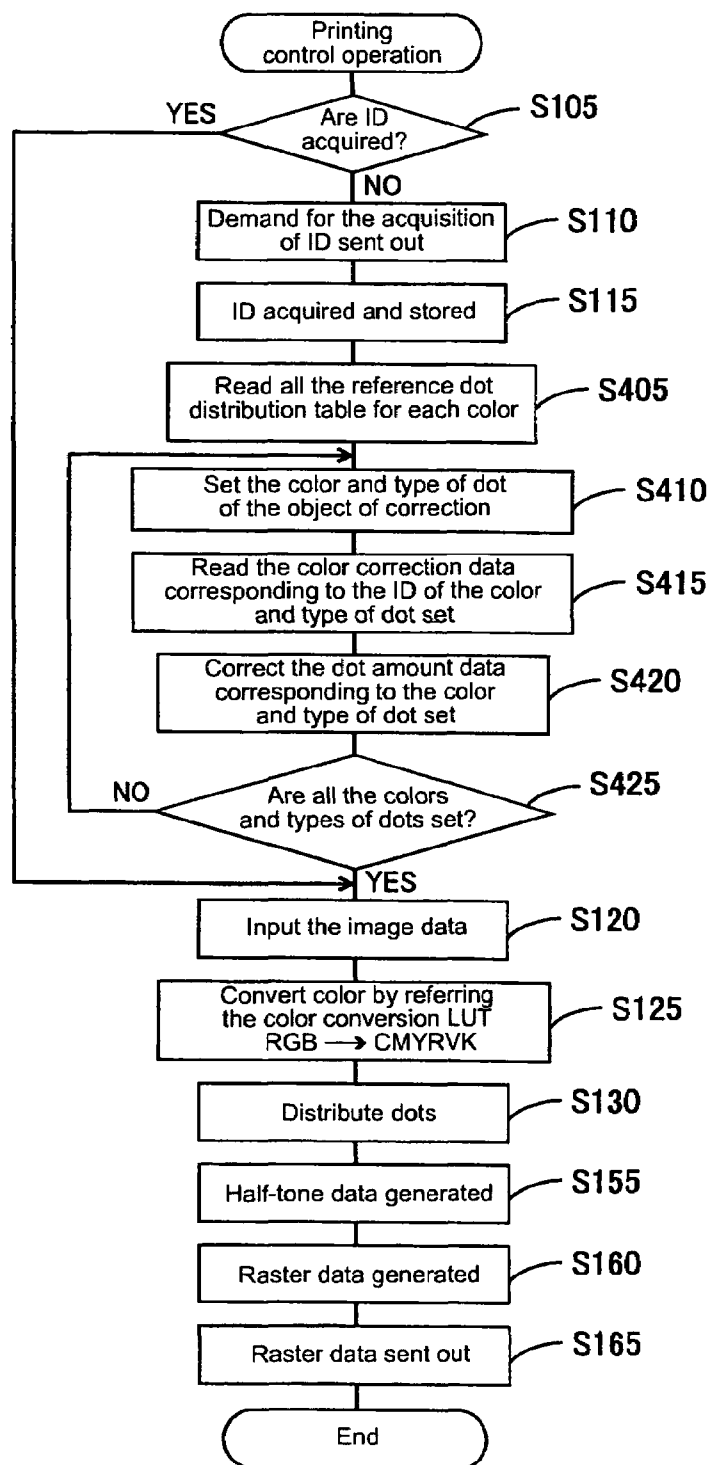 Printing
control operation
YES
Are ID
acquired?
S105
NO
Demand for the acquisition
of ID sent out
S110
ID acquired and stored
S115
Read all the reference dot
distribution table for each color
S405
Set the color and type of dot
of the object of correction
S410
Read the color correction data
corresponding to the ID of the color
and type of dot set
S415
Correct the dot amount data
corresponding to the color
and type of dot set
S420
NO
Are all the colors
and types of dots set?
S425
YES
Input the image data
S120
Convert color by referring
the color conversion LUT
RGB → CMYRVK
S125
Distribute dots
S130
Half-tone data generated
S155
Raster data generated
S160
Raster data sent out
S165
End